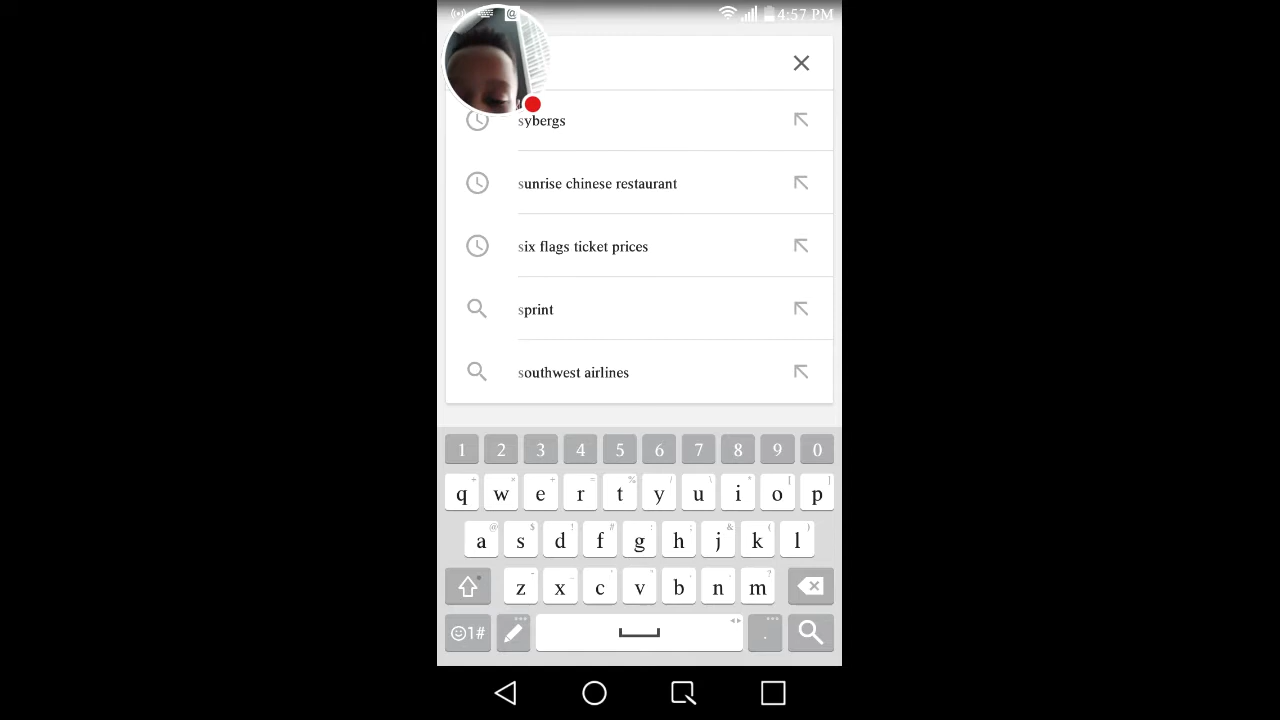 4:57 PM
sybergs
sunrise chinese restaurant
six flags ticket prices
sprint
southwest airlines
1 2 3 4 5 6 7 8 9 0
q w e r t y u i o p
a s d f g h j k l
z x c v b n m
1# .